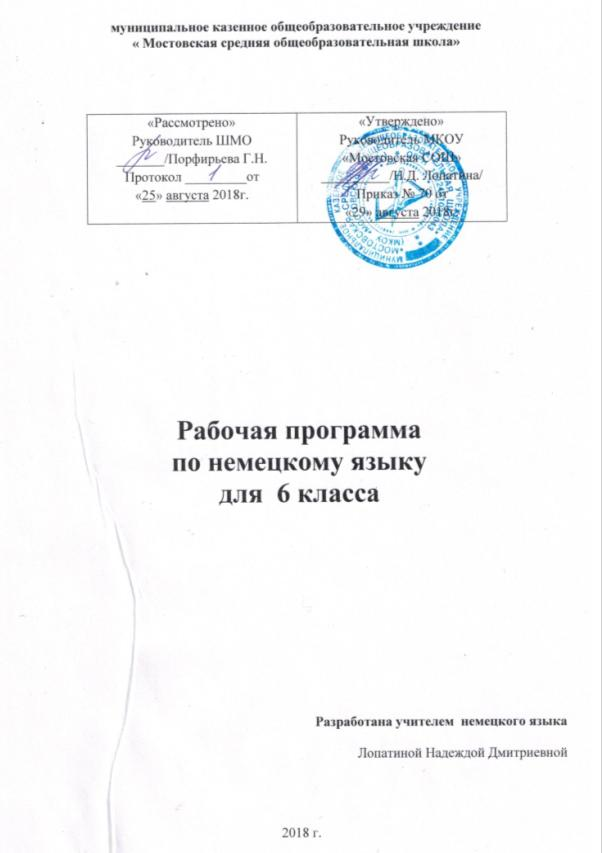 муниципальное казенное общеобразовательное учреждение
« Мостовская средняя общеобразовательная школа»
«Рассмотрено»
Руководитель ШМО
/Порфирьева Г.Н.
Протокол ___1___от
«25» августа 2018г.
«Утверждено»
Руководитель МКОУ
«Мостовская СОШ»
/Н.Д. Лопатина/
Приказ № 70 от
«29» августа 2018г.
Рабочая программа
по немецкому языку
для 6 класса
Разработана учителем немецкого языка
Лопатиной Надеждой Дмитриевной
2018 г.